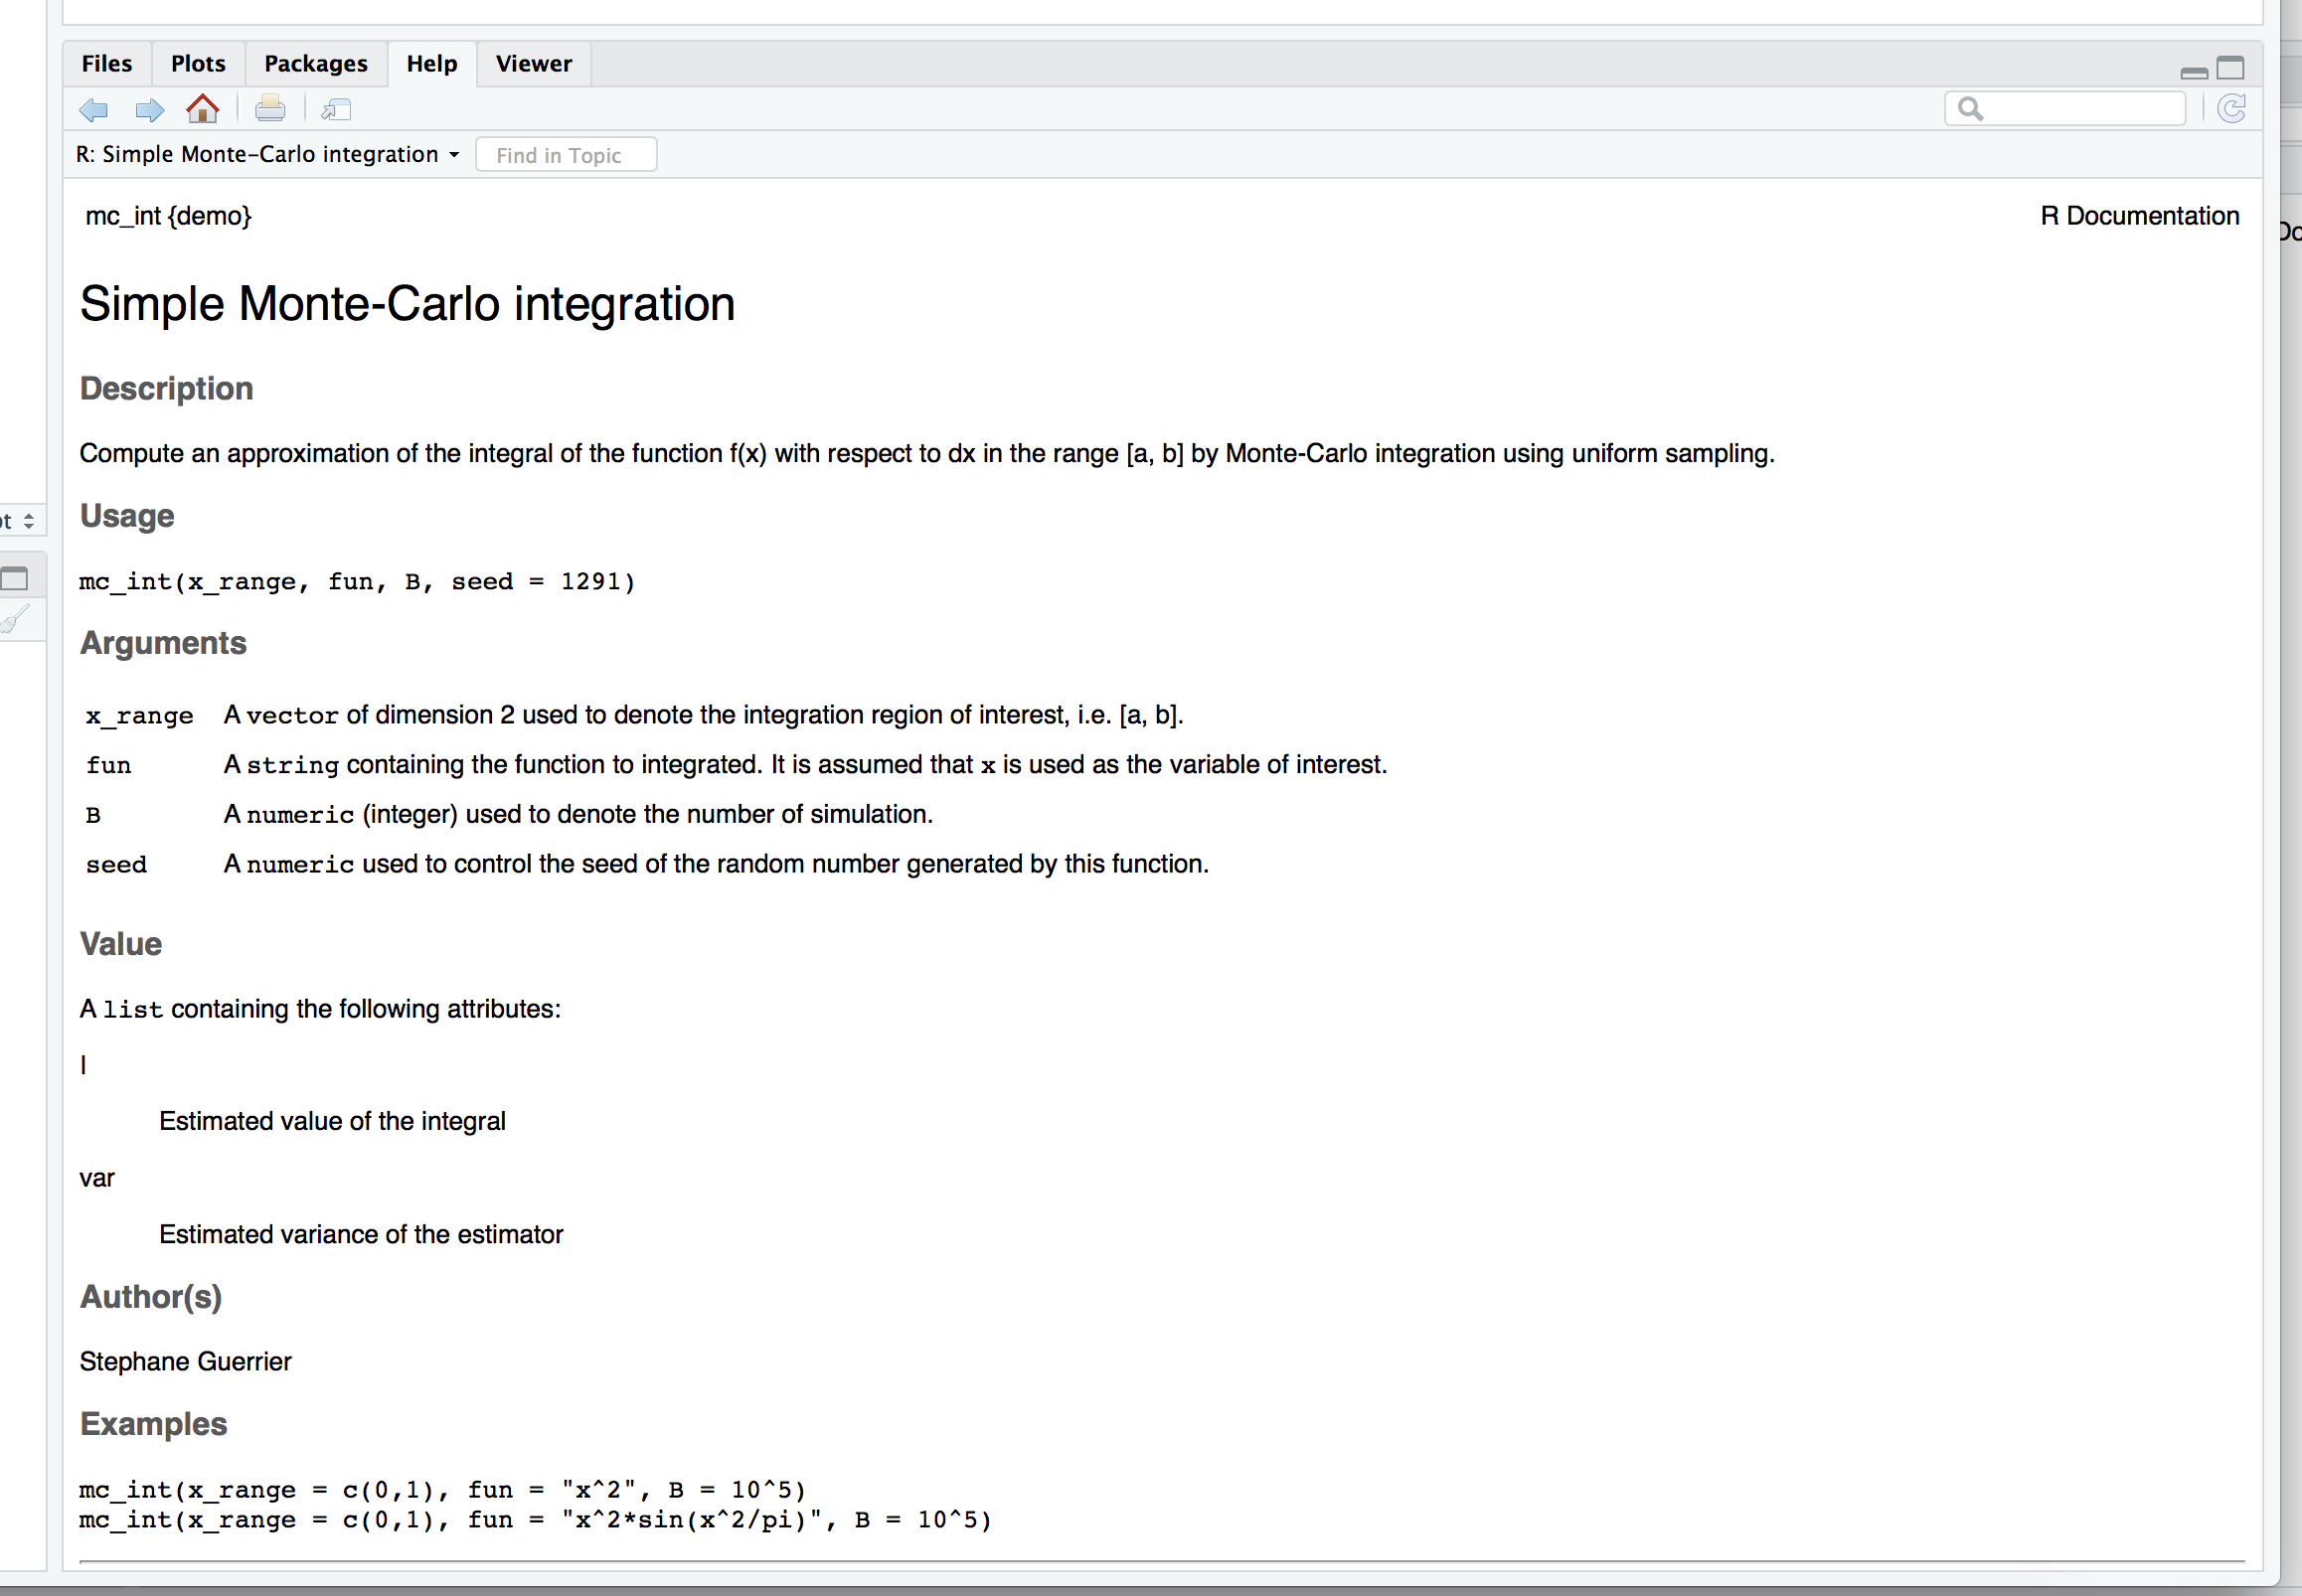 Files Plots Packages Help Viewer
R: Simple Monte-Carlo integration Find in Topic
mc_int {demo} R Documentation
Simple Monte-Carlo integration
Description
Compute an approximation of the integral of the function f(x) with respect to dx in the range [a, b] by Monte-Carlo integration using uniform sampling.
Usage
mc_int(x_range, fun, B, seed = 1291)
Arguments
x_range A vector of dimension 2 used to denote the integration region of interest, i.e. [a, b].
fun A string containing the function to integrated. It is assumed that x is used as the variable of interest.
B A numeric (integer) used to denote the number of simulation.
seed A numeric used to control the seed of the random number generated by this function.
Value
A list containing the following attributes:
I
Estimated value of the integral
var
Estimated variance of the estimator
Author(s)
Stephane Guerrier
Examples
mc_int(x_range = c(0,1), fun = "x^2", B = 10^5)
mc_int(x_range = c(0,1), fun = "x^2*sin(x^2/pi)", B = 10^5)